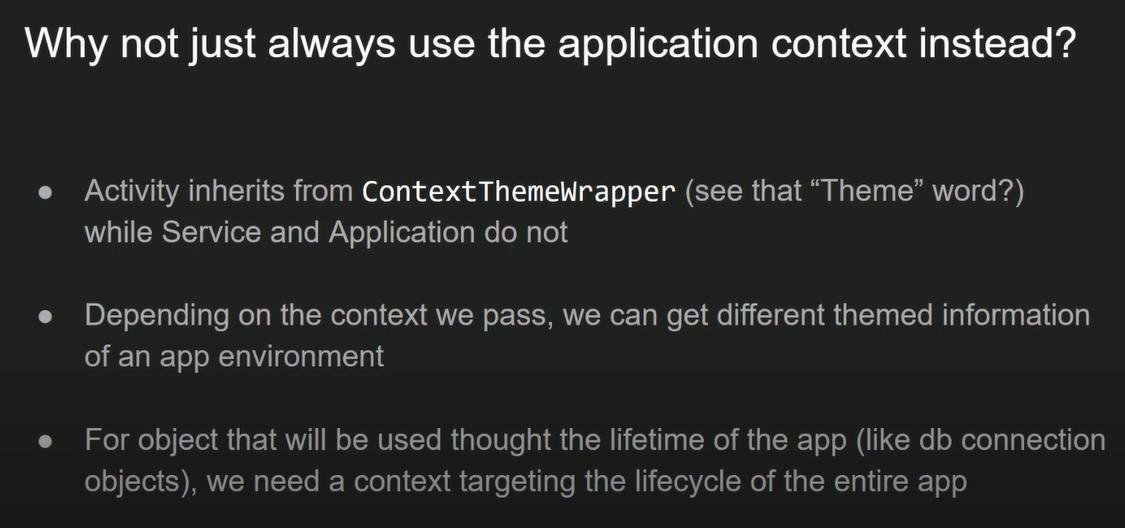 Why not just always use the application context instead?
● Activity inherits from ContextThemeWrapper (see that “Theme” word?)
while Service and Application do not
● Depending on the context we pass, we can get different themed information
of an app environment
● For object that will be used thought the lifetime of the app (like db connection
objects), we need a context targeting the lifecycle of the entire app